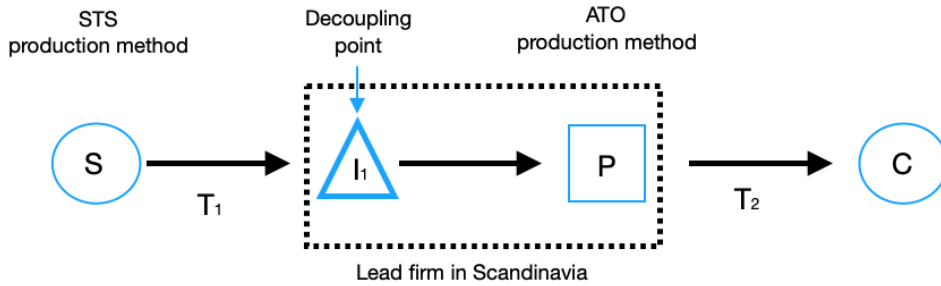 STS
production method
Decoupling
point
ATO
production method
S
T1
I1
P
T2
C
Lead firm in Scandinavia